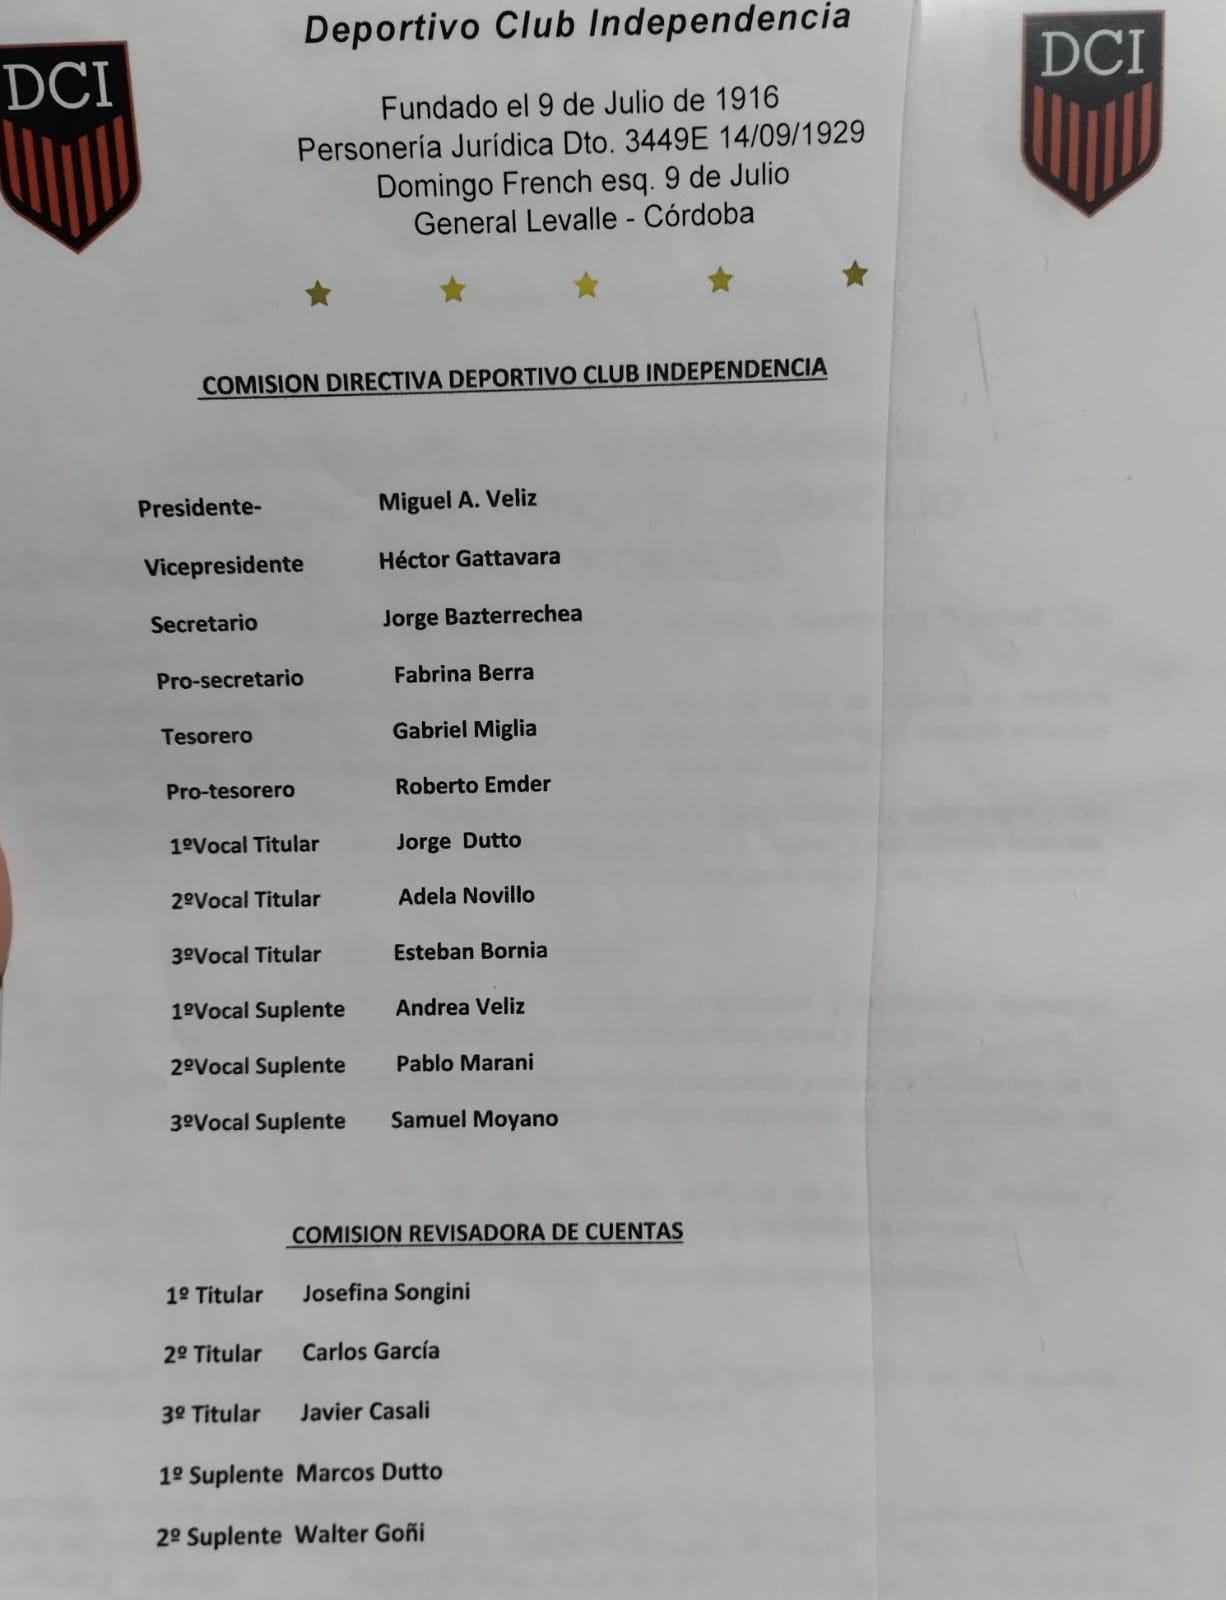 Deportivo Club Independencia
DCI
DCI
Fundado el 9 de Julio de 1916
Personería Jurídica Dto. 3449E 14/09/1929
Domingo French esq. 9 de Julio
General Levalle - Córdoba
COMISION DIRECTIVA DEPORTIVO CLUB INDEPENDENCIA
Presidente- Miguel A. Veliz
Vicepresidente Héctor Gattavara
Secretario Jorge Bazterrechea
Pro-secretario Fabrina Berra
Tesorero Gabriel Miglia
Pro-tesorero Roberto Emder
1ºVocal Titular Jorge Dutto
2ºVocal Titular Adela Novillo
3ºVocal Titular Esteban Bornia
1ºVocal Suplente Andrea Veliz
2ºVocal Suplente Pablo Marani
3ºVocal Suplente Samuel Moyano
COMISION REVISADORA DE CUENTAS
1º Titular Josefina Songini
2º Titular Carlos García
3º Titular Javier Casali
1º Suplente Marcos Dutto
2º Suplente Walter Goñi